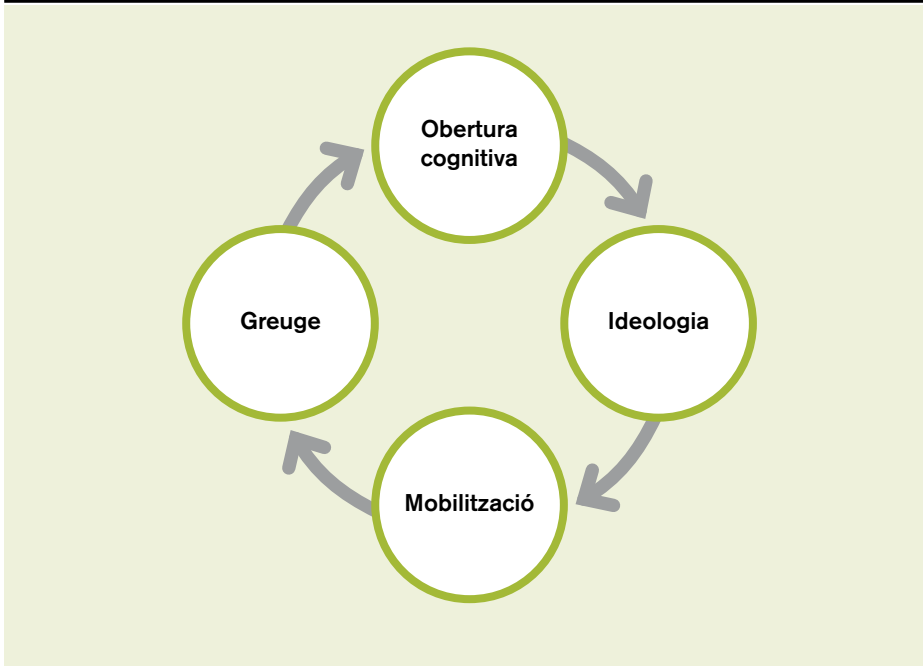 Obertura
cognitiva
Greuge
Ideologia
Mobilització